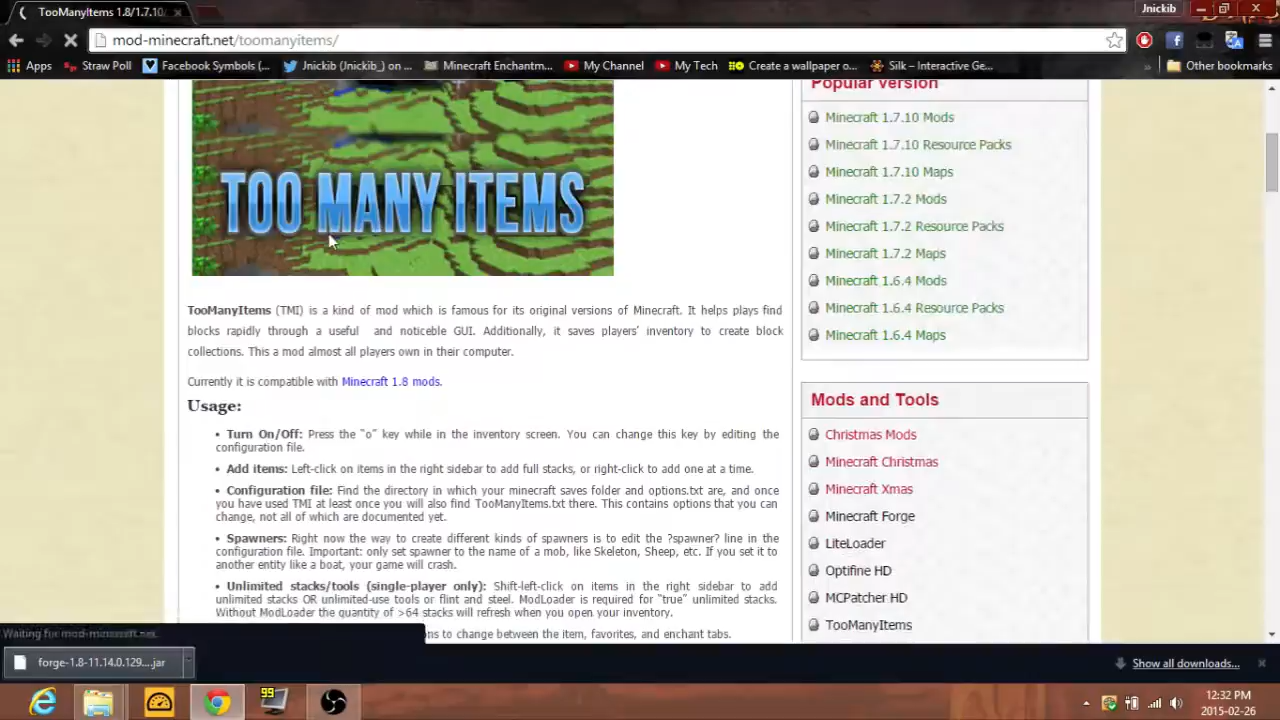 TooManyItems 1.8/1.7.10/
Jnickib
mod-minecraft.net/toomanyitems/
Apps
Straw Poll
Facebook Symbols (...
Jnickib (Jnickib_) on ...
Minecraft Enchantm...
My Channel
My Tech
Create a wallpaper o...
Silk – Interactive Ge...
»
Other bookmarks
TOO MANY ITEMS
TooManyItems (TMI) is a kind of mod which is famous for its original versions of Minecraft. It helps plays find
blocks rapidly through a useful and noticeble GUI. Additionally, it saves players' inventory to create block
collections. This a mod almost all players own in their computer.
Currently it is compatible with Minecraft 1.8 mods.
Usage:
• Turn On/Off: Press the "o" key while in the inventory screen. You can change this key by editing the
configuration file.
• Add items: Left-click on items in the right sidebar to add full stacks, or right-click to add one at a time.
• Configuration file: Find the directory in which your minecraft saves folder and options.txt are, and once
you have used TMI at least once you will also find TooManyItems.txt there. This contains options that you can
change, not all of which are documented yet.
• Spawners: Right now the way to create different kinds of spawners is to edit the ?spawner? line in the
configuration file. Important: only set spawner to the name of a mob, like Skeleton, Sheep, etc. If you set it to
another entity like a boat, your game will crash.
• Unlimited stacks/tools (single-player only): Shift-left-click on items in the right sidebar to add
unlimited stacks OR unlimited-use tools or flint and steel. ModLoader is required for "true" unlimited stacks.
Without ModLoader the quantity of >64 stacks will refresh when you open your inventory.
ons to change between the item, favorites, and enchant tabs.
Popular Version
Minecraft 1.7.10 Mods
Minecraft 1.7.10 Resource Packs
Minecraft 1.7.10 Maps
Minecraft 1.7.2 Mods
Minecraft 1.7.2 Resource Packs
Minecraft 1.7.2 Maps
Minecraft 1.6.4 Mods
Minecraft 1.6.4 Resource Packs
Minecraft 1.6.4 Maps
Mods and Tools
Christmas Mods
Minecraft Christmas
Minecraft Xmas
Minecraft Forge
LiteLoader
Optifine HD
MCPatcher HD
TooManyItems
Waiting for mod-minecraft.net...
forge-1.8-11.14.0.129....jar
Show all downloads...
99
12:32 PM
2015-02-26